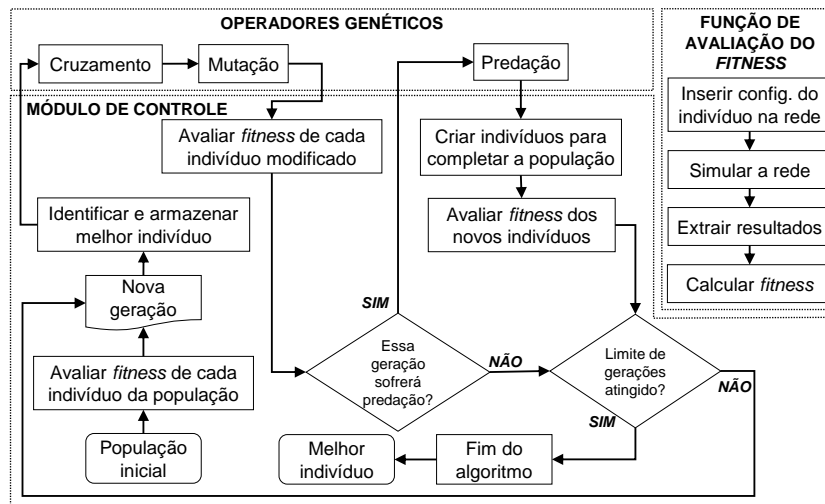 OPERADORES GENÉTICOS
Cruzamento
Mutação
Predação
FUNÇÃO DE
AVALIAÇÃO DO
FITNESS
Inserir config. do
indivíduo na rede
Simular a rede
Extrair resultados
Calcular fitness
MÓDULO DE CONTROLE
Avaliar fitness de cada
indivíduo modificado
Criar indivíduos para
completar a população
Avaliar fitness dos
novos indivíduos
Identificar e armazenar
melhor indivíduo
Nova
geração
Avaliar fitness de cada
indivíduo da população
População
inicial
SIM
Essa
geração
sofrerá
predação?
NÃO
Limite de
gerações
atingido?
NÃO
SIM
Fim do
algoritmo
Melhor
indivíduo